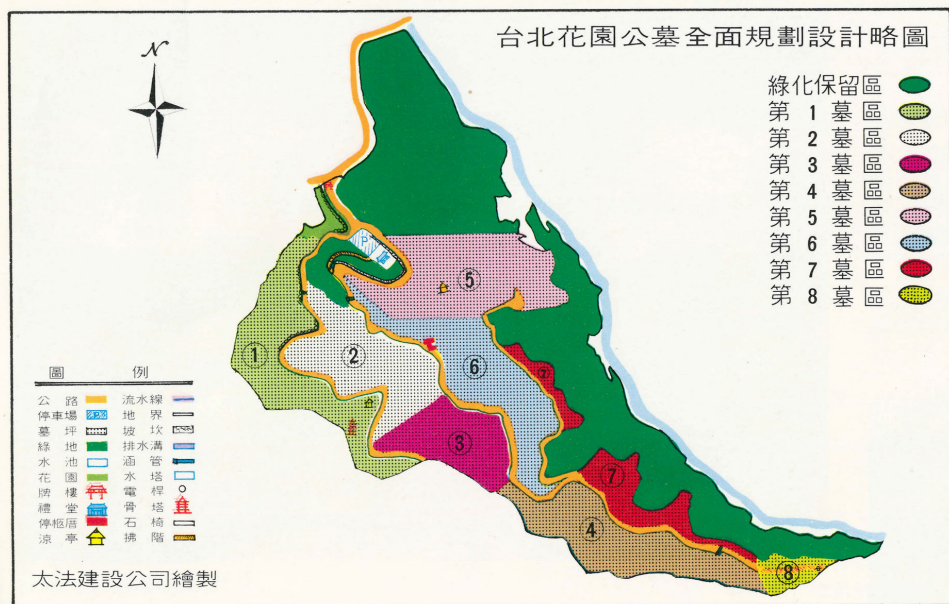 台北花園公墓全面規劃設計略圖
N
綠化保留區
第 1 墓區
第 2 墓區
第 3 墓區
第 4 墓區
第 5 墓區
第 6 墓區
第 7 墓區
第 8 墓區
P
5
1
2
6
7
3
7
4
8
圖 例
公路 流水線
停車場 P 地界
墓坪 坡坎
綠地 排水溝
水池 涵管
花園 水塔
牌樓 電桿
禮堂 骨塔
停柩厝 石椅
涼亭 拂階
太法建設公司繪製